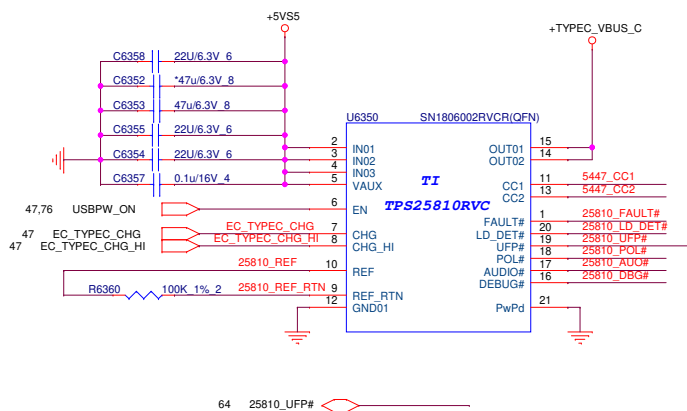 +5VS5
+TYPEC_VBUS_C
C6358 22U/6.3V_6
C6352 *47u/6.3V_8
C6353 47u/6.3V_8
C6355 22U/6.3V_6
C6354 22U/6.3V_6
C6357 0.1u/16V_4
U6350 SN1806002RVCR(QFN)
2 IN01 OUT01 15
3 IN02 OUT02 14
4 IN03
5 VAUX
TI
TPS25810RVC
CC1 11 5447_CC1
CC2 13 5447_CC2
47,76 USBPW_ON 6 EN
FAULT# 1 25810_FAULT#
47 EC_TYPEC_CHG EC_TYPEC_CHG 7 CHG
LD_DET# 20 25810_LD_DET#
47 EC_TYPEC_CHG_HI EC_TYPEC_CHG_HI 8 CHG_HI
UFP# 19 25810_UFP#
POL# 18 25810_POL#
25810_REF 10 REF
AUDIO# 17 25810_AUO#
DEBUG# 16 25810_DBG#
R6360 100K_1%_2 25810_REF_RTN 9 REF_RTN
12 GND01 PwPd 21
64 25810_UFP#